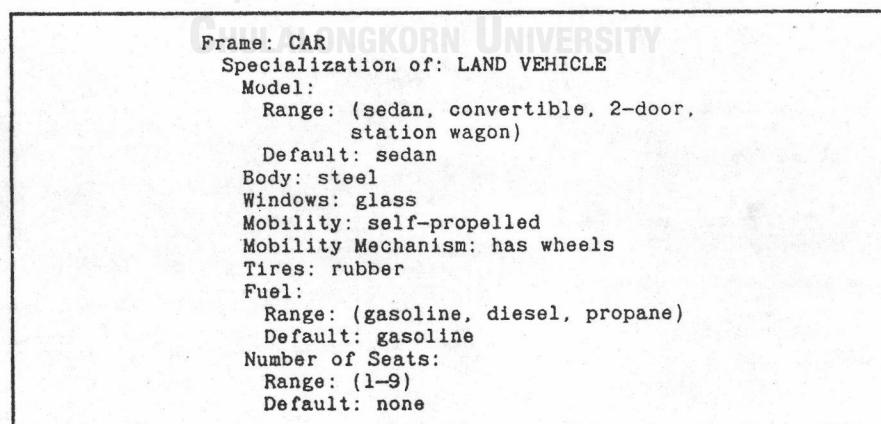 CHULALONGKORN UNIVERSITY
Frame: CAR
Specialization of: LAND VEHICLE
Model:
Range: (sedan, convertible, 2-door,
station wagon)
Default: sedan
Body: steel
Windows: glass
Mobility: self-propelled
Mobility Mechanism: has wheels
Tires: rubber
Fuel:
Range: (gasoline, diesel, propane)
Default: gasoline
Number of Seats:
Range: (1-9)
Default: none